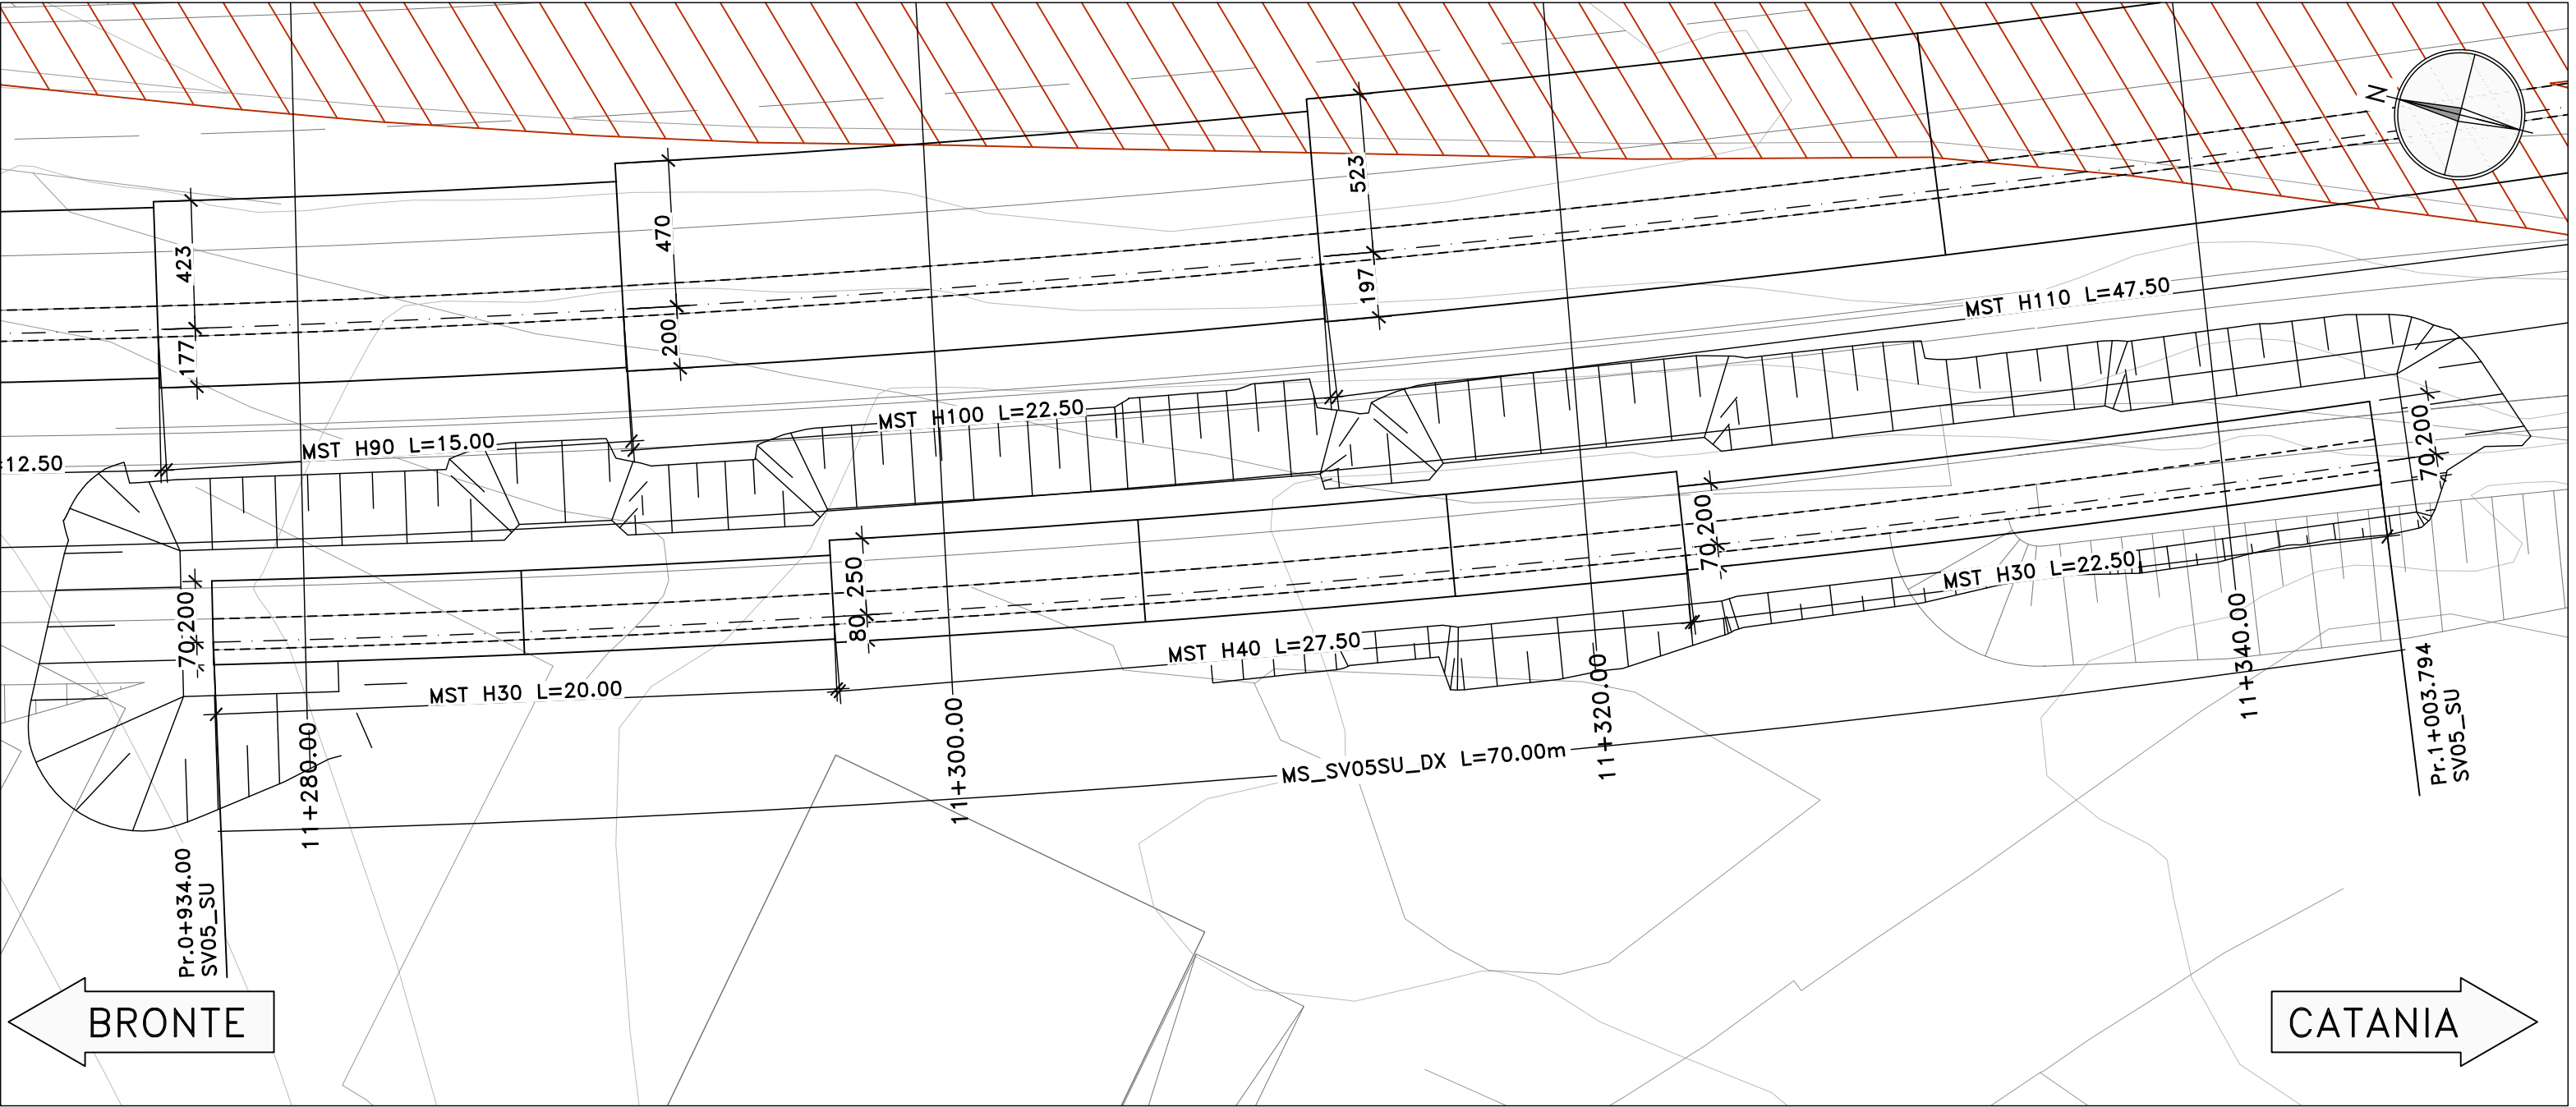 N
523
470
423
197
200
177
MST H110 L=47.50
MST H100 L=22.50
MST H90 L=15.00
12.50
70 200
70 200
250
80
70 200
MST H30 L=22.50
MST H40 L=27.50
MST H30 L=20.00
MS_SV05SU_DX L=70.00m
11+280.00
11+300.00
11+320.00
11+340.00
Pr.0+934.00
SV05_SU
Pr.1+003.794
SV05_SU
BRONTE
CATANIA